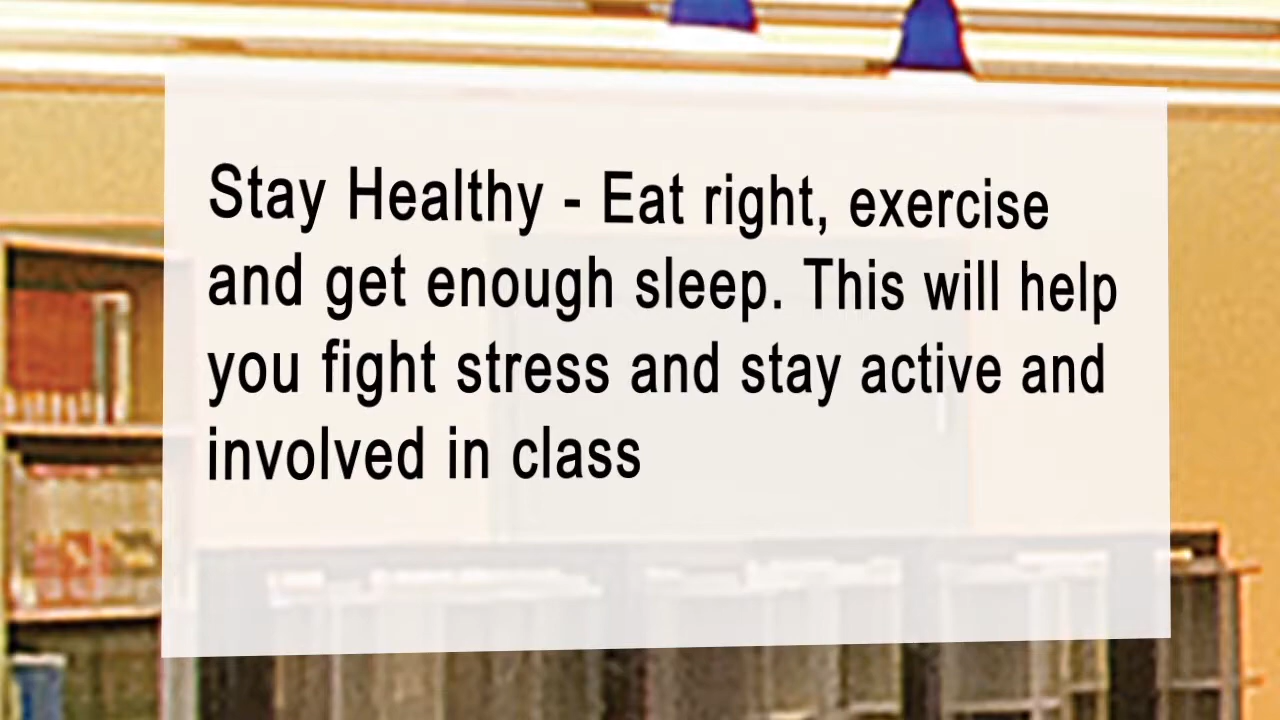 Stay Healthy - Eat right, exercise
and get enough sleep. This will help
you fight stress and stay active and
involved in class